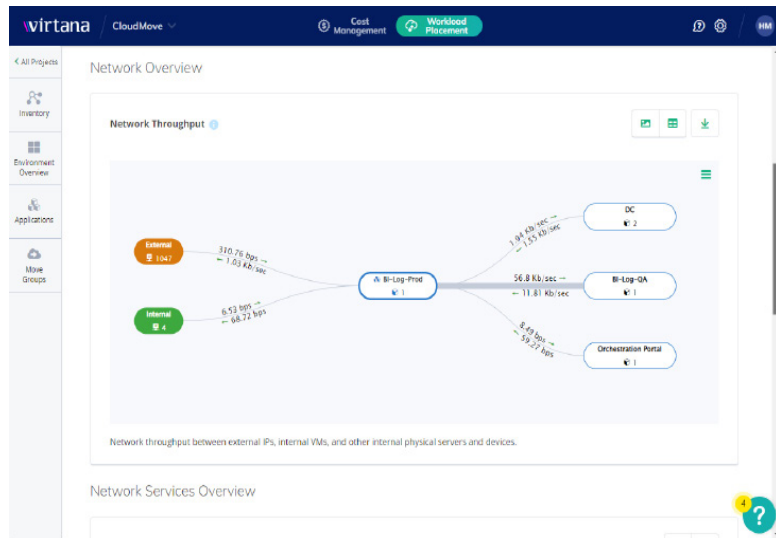 virtana
CloudMove
Cost Management
Workload Placement
HM
< All Projects
Inventory
Environment Overview
Applications
Move Groups
Network Overview
Network Throughput
External
1047
310.76 bps →
← 1.03 Kb/sec
Internal
4
6.53 bps →
← 68.72 bps
BI-Log-Prod
1
1.94 Kb/sec →
← 1.55 Kb/sec
DC
2
56.8 Kb/sec →
← 11.81 Kb/sec
BI-Log-QA
1
8.49 bps →
← 59.27 bps
Orchestration Portal
1
Network throughput between external IPs, internal VMs, and other internal physical servers and devices.
Network Services Overview
4
?